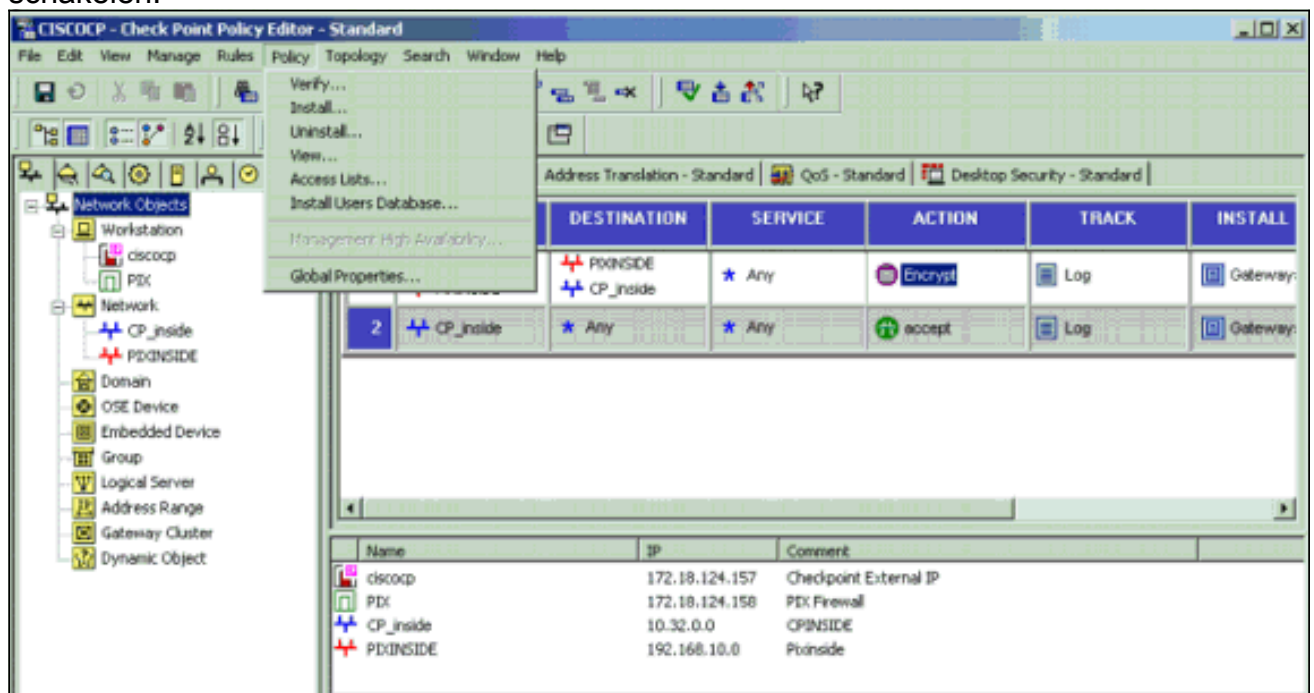 schakelen.
CISCOCP - Check Point Policy Editor - Standard
File Edit View Manage Rules Policy Topology Search Window Help
Verify...
Install...
Uninstall...
View...
Access Lists...
Install Users Database...
Management High Availability...
Global Properties...
Address Translation - Standard QoS - Standard Desktop Security - Standard
Network Objects
Workstation
ciscocp
PIX
Network
CP_inside
PIXINSIDE
Domain
OSE Device
Embedded Device
Group
Logical Server
Address Range
Gateway Cluster
Dynamic Object
DESTINATION SERVICE ACTION TRACK INSTALL
PIXINSIDE
CP_inside
Any Encrypt Log Gateway
2 CP_inside Any Any accept Log Gateway
Name IP Comment
ciscocp 172.18.124.157 Checkpoint External IP
PIX 172.18.124.158 PIX Firewall
CP_inside 10.32.0.0 CPINSIDE
PIXINSIDE 192.168.10.0 Pixinside